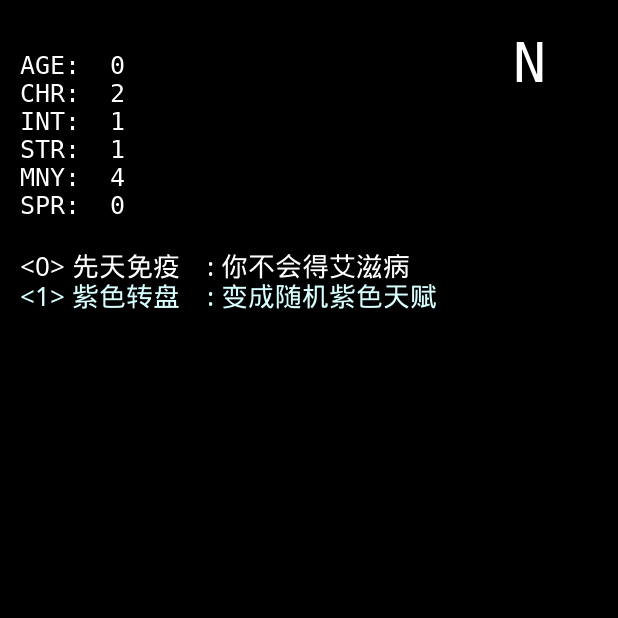 N
AGE: 0
CHR: 2
INT: 1
STR: 1
MNY: 4
SPR: 0
<0> 先天免疫 : 你不会得艾滋病
<1> 紫色转盘 : 变成随机紫色天赋